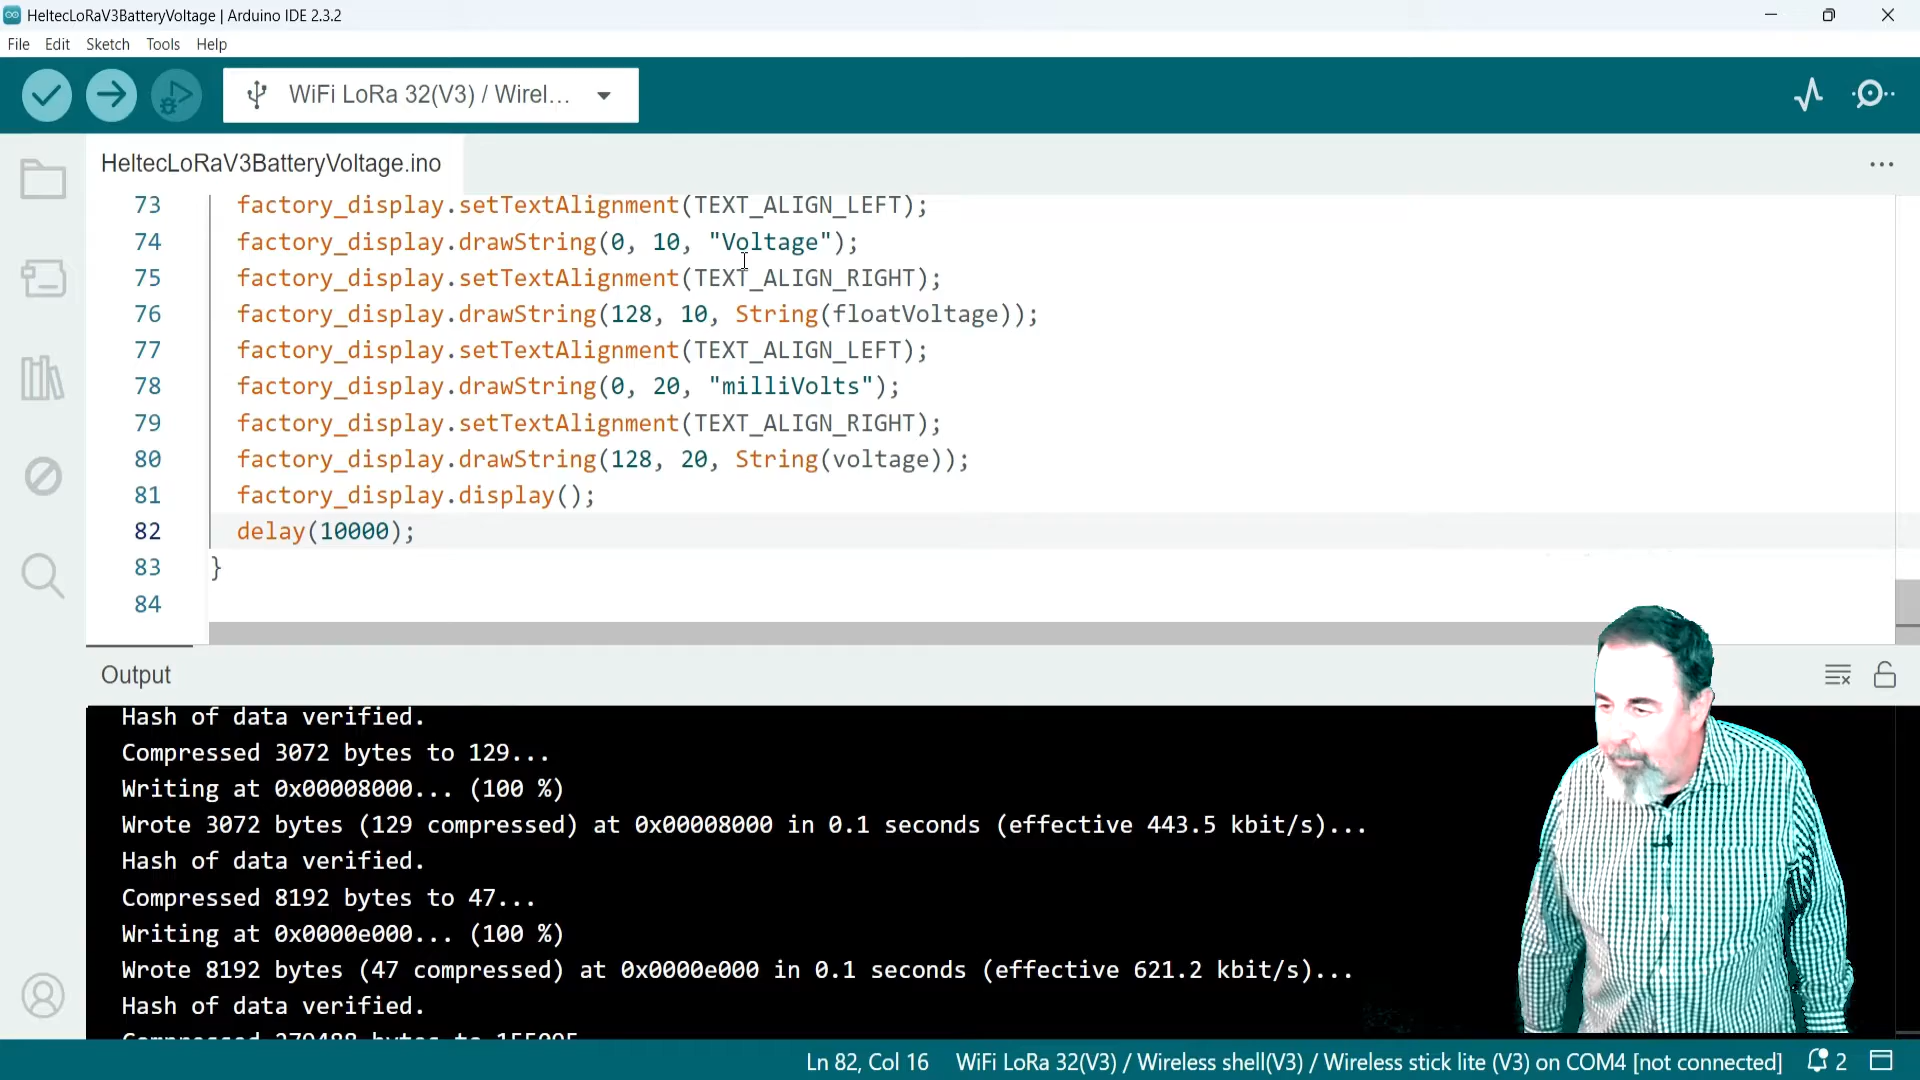 HeltecLoRaV3BatteryVoltage | Arduino IDE 2.3.2
File Edit Sketch Tools Help
WiFi LoRa 32(V3) / Wirel...
HeltecLoRaV3BatteryVoltage.ino
73 factory_display.setTextAlignment(TEXT_ALIGN_LEFT);
74 factory_display.drawString(0, 10, "Voltage");
75 factory_display.setTextAlignment(TEXT_ALIGN_RIGHT);
76 factory_display.drawString(128, 10, String(floatVoltage));
77 factory_display.setTextAlignment(TEXT_ALIGN_LEFT);
78 factory_display.drawString(0, 20, "milliVolts");
79 factory_display.setTextAlignment(TEXT_ALIGN_RIGHT);
80 factory_display.drawString(128, 20, String(voltage));
81 factory_display.display();
82 delay(10000);
83 }
84
Output
Hash of data verified.
Compressed 3072 bytes to 129...
Writing at 0x00008000... (100 %)
Wrote 3072 bytes (129 compressed) at 0x00008000 in 0.1 seconds (effective 443.5 kbit/s)...
Hash of data verified.
Compressed 8192 bytes to 47...
Writing at 0x0000e000... (100 %)
Wrote 8192 bytes (47 compressed) at 0x0000e000 in 0.1 seconds (effective 621.2 kbit/s)...
Hash of data verified.
Ln 82, Col 16 WiFi LoRa 32(V3) / Wireless shell(V3) / Wireless stick lite (V3) on COM4 [not connected] 2